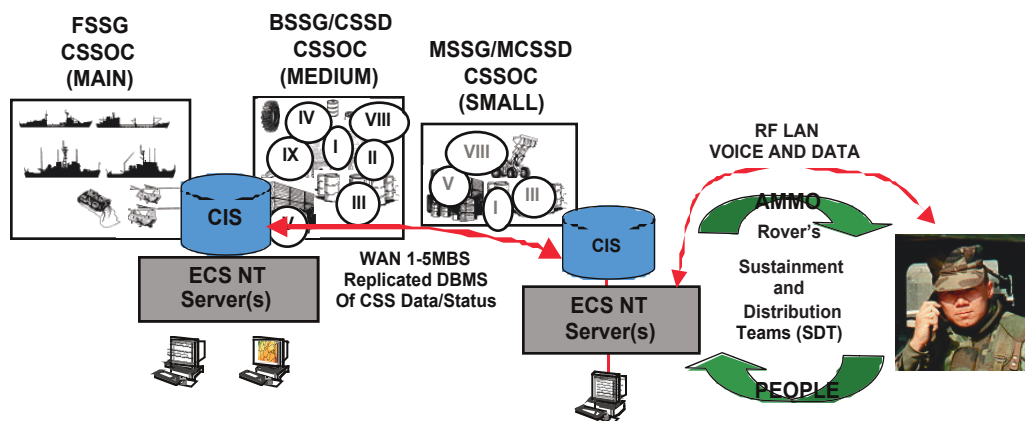 FSSG
CSSOC
(MAIN)
BSSG/CSSD
CSSOC
(MEDIUM)
MSSG/MCSSD
CSSOC
(SMALL)
IV
VIII
I
IX
II
III
V
VIII
V
I
III
CIS
ECS NT
Server(s)
WAN 1-5MBS
Replicated DBMS
Of CSS Data/Status
CIS
ECS NT
Server(s)
RF LAN
VOICE AND DATA
AMMO
Rover’s
Sustainment
and
Distribution
Teams (SDT)
PEOPLE